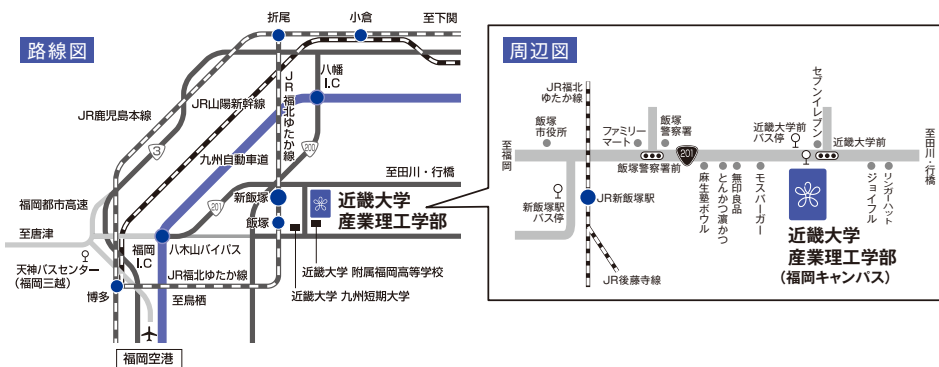 路線図
折尾
小倉
至下関
八幡
I.C
JR福北ゆたか線
JR山陽新幹線
JR鹿児島本線
3
200
九州自動車道
至田川・行橋
新飯塚
201
福岡都市高速
飯塚
近畿大学
産業理工学部
至唐津
福岡
I.C
八木山バイパス
天神バスセンター
(福岡三越)
JR福北ゆたか線
近畿大学 附属福岡高等学校
近畿大学 九州短期大学
博多
至鳥栖
福岡空港
周辺図
JR福北
ゆたか線
セブンイレブン
飯塚
市役所
ファミリー
マート
飯塚
警察署
近畿大学前
バス停
近畿大学前
至福岡
201
至田川・行橋
飯塚警察署前
新飯塚駅
バス停
JR新飯塚駅
麻生塾ボウル
とんかつ濵かつ
無印良品
モスバーガー
ジョイフル
リンガーハット
近畿大学
産業理工学部
(福岡キャンパス)
JR後藤寺線